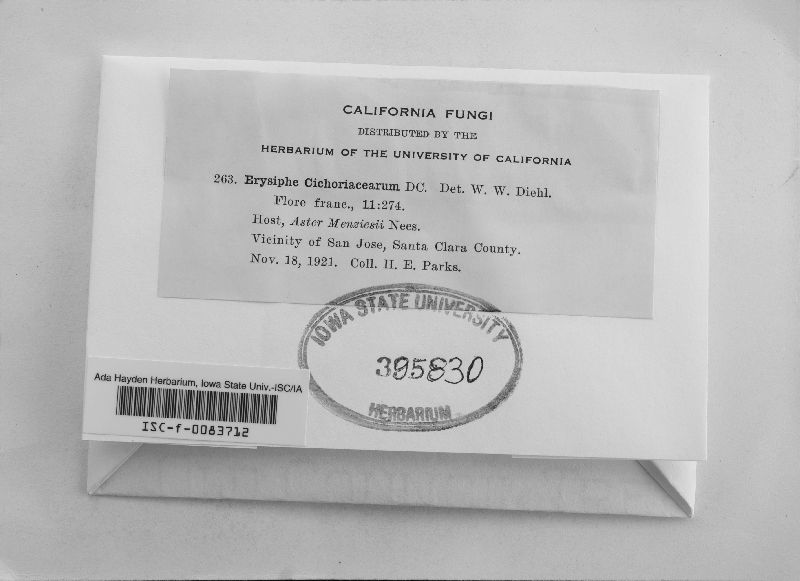 CALIFORNIA FUNGI
DISTRIBUTED BY THE
HERBARIUM OF THE UNIVERSITY OF CALIFORNIA
263. Erysiphe Cichoriacearum DC. Det. W. W. Diehl.
Flore franc., 11:274.
Host, Aster Menziesii Nees.
Vicinity of San Jose, Santa Clara County.
Nov. 18, 1921. Coll. H. E. Parks.
IOWA STATE UNIVERSITY
395830
HERBARIUM
Ada Hayden Herbarium, Iowa State Univ.-ISC/IA
ISC-f-0083712